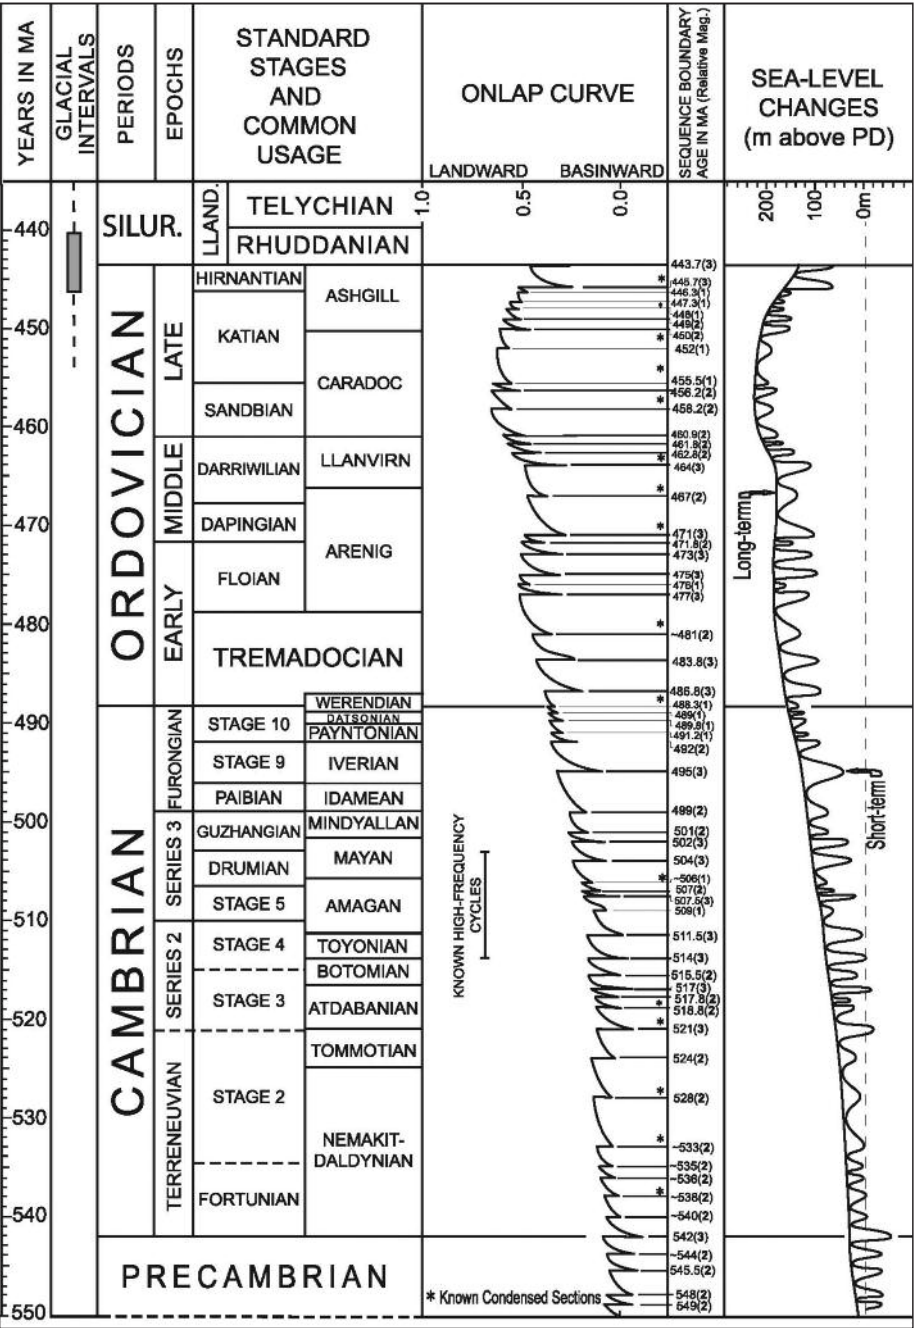 YEARS IN MA
GLACIAL
INTERVALS
PERIODS
EPOCHS
STANDARD
STAGES
AND
COMMON
USAGE
ONLAP CURVE
LANDWARD
BASINWARD
SEQUENCE BOUNDARY
AGE IN MA (Relative Mag.)
SEA-LEVEL
CHANGES
(m above PD)
1.0
0.5
0.0
200
100
0m
440
450
460
470
480
490
500
510
520
530
540
550
SILUR.
LLAND.
TELYCHIAN
RHUDDANIAN
ORDOVICIAN
LATE
MIDDLE
EARLY
HIRNANTIAN
KATIAN
SANDBIAN
DARRIWILIAN
DAPINGIAN
FLOIAN
TREMADOCIAN
ASHGILL
CARADOC
LLANVIRN
ARENIG
CAMBRIAN
FURONGIAN
SERIES 3
SERIES 2
TERRENEUVIAN
STAGE 10
STAGE 9
PAIBIAN
GUZHANGIAN
DRUMIAN
STAGE 5
STAGE 4
STAGE 3
STAGE 2
FORTUNIAN
WERENDIAN
DATSONIAN
PAYNTONIAN
IVERIAN
IDAMEAN
MINDYALLAN
MAYAN
AMAGAN
TOYONIAN
BOTOMIAN
ATDABANIAN
TOMMOTIAN
NEMAKIT-
DALDYNIAN
PRECAMBRIAN
KNOWN HIGH-FREQUENCY
CYCLES
* Known Condensed Sections
443.7(3)
445.7(3)
446.3(1)
447.3(1)
448(1)
449(2)
450(2)
452(1)
455.5(1)
456.2(2)
458.2(2)
460.9(2)
461.8(2)
462.8(2)
464(3)
467(2)
471(3)
471.8(2)
473(3)
475(3)
476(1)
477(3)
~481(2)
483.8(3)
486.8(3)
488.3(1)
489(1)
489.8(1)
491.2(1)
492(2)
495(3)
499(2)
501(2)
502(3)
504(3)
~506(1)
507(2)
507.5(3)
509(1)
511.5(3)
514(3)
515.5(2)
517(3)
517.8(2)
518.8(2)
521(3)
524(2)
528(2)
~533(2)
~535(2)
~536(2)
~538(2)
~540(2)
542(3)
~544(2)
545.5(2)
548(2)
549(2)
Long-term
Short-term